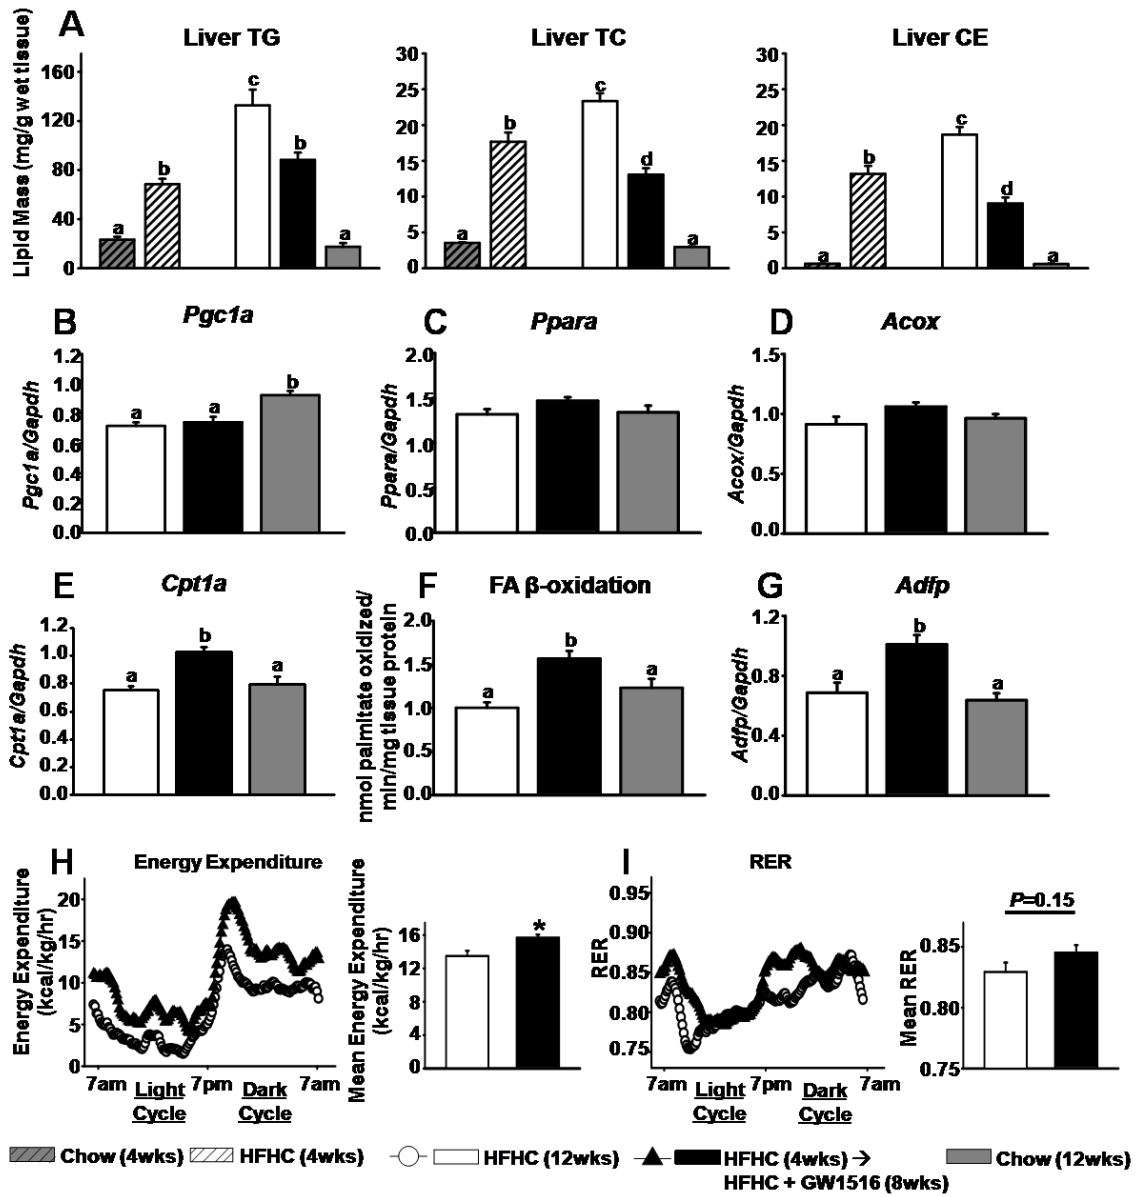 A
Liver TG
Liver TC
Liver CE
Lipid Mass (mg/g wet tissue)
160
120
80
40
0
a
b
c
b
a
30
25
20
15
10
5
0
a
b
c
d
a
30
25
20
15
10
5
0
a
b
c
d
a
B
Pgc1a
Pgc1a/Gapdh
1.2
1.0
0.8
0.6
0.4
0.2
0.0
a
a
b
C
Ppara
Ppara/Gapdh
2.0
1.5
1.0
0.5
0.0
D
Acox
Acox/Gapdh
1.5
1.0
0.5
0.0
E
Cpt1a
Cpt1a/Gapdh
1.2
1.0
0.8
0.6
0.4
0.2
0.0
a
b
a
F
FA β-oxidation
nmol palmitate oxidized/
min/mg tissue protein
2.0
1.5
1.0
0.5
0.0
a
b
a
G
Adfp
Adfp/Gapdh
1.2
0.8
0.4
0.0
a
b
a
H
Energy Expenditure
Energy Expenditure
(kcal/kg/hr)
20
15
10
5
0
7am
Light
Cycle
7pm
Dark
Cycle
7am
Mean Energy Expenditure
(kcal/kg/hr)
16
12
8
4
0
*
I
RER
RER
0.95
0.90
0.85
0.80
0.75
7am
Light
Cycle
7pm
Dark
Cycle
7am
Mean RER
0.85
0.80
0.75
P=0.15
Chow (4wks)
HFHC (4wks)
HFHC (12wks)
HFHC (4wks) →
HFHC + GW1516 (8wks)
Chow (12wks)